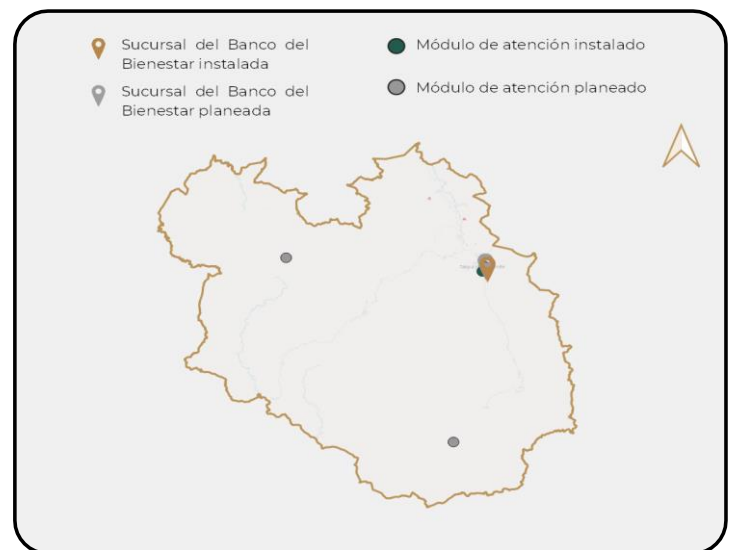 Sucursal del Banco del
Bienestar instalada
Sucursal del Banco del
Bienestar planeada
Módulo de atención instalado
Módulo de atención planeado